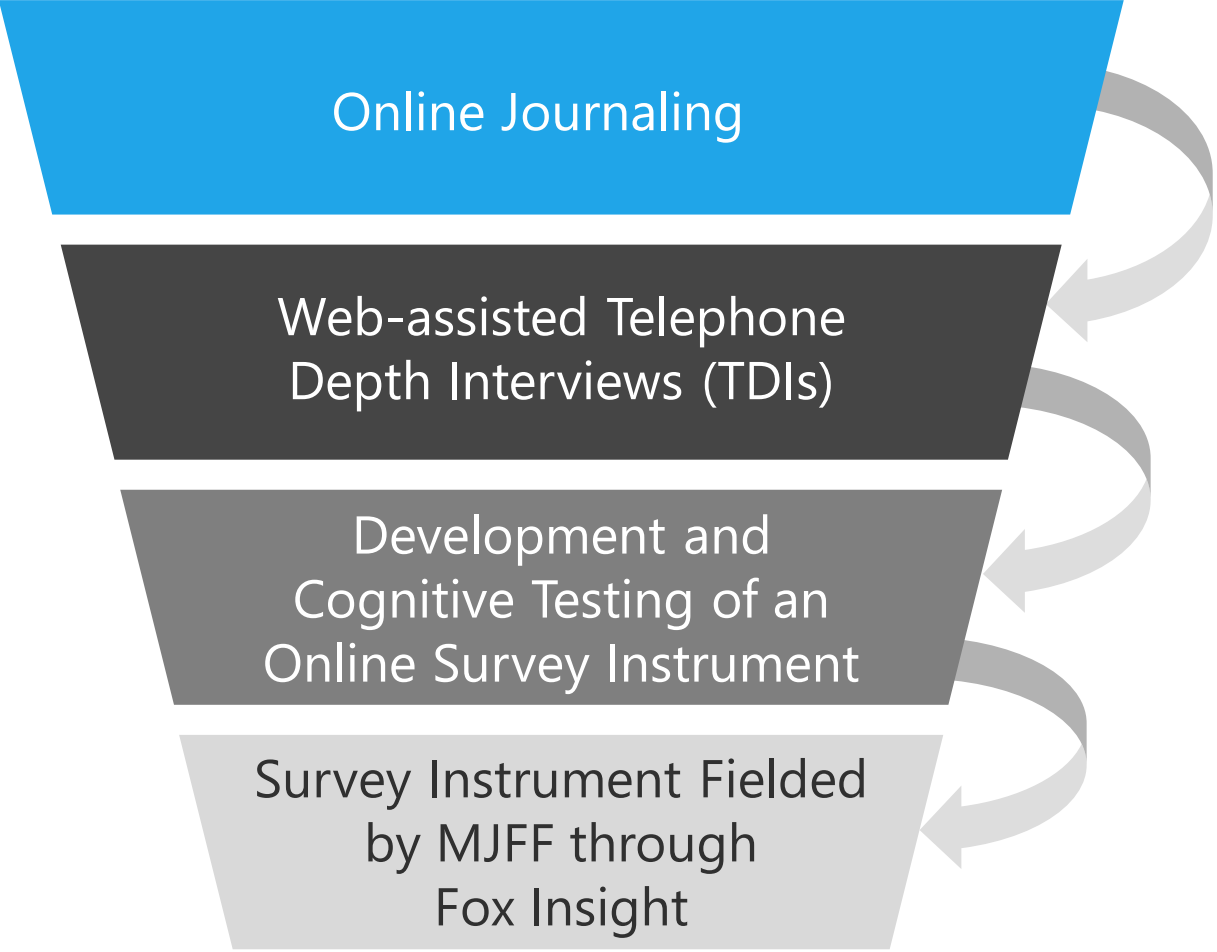 Online Journaling
Web-assisted Telephone
Depth Interviews (TDIs)
Development and
Cognitive Testing of an
Online Survey Instrument
Survey Instrument Fielded
by MJFF through
Fox Insight